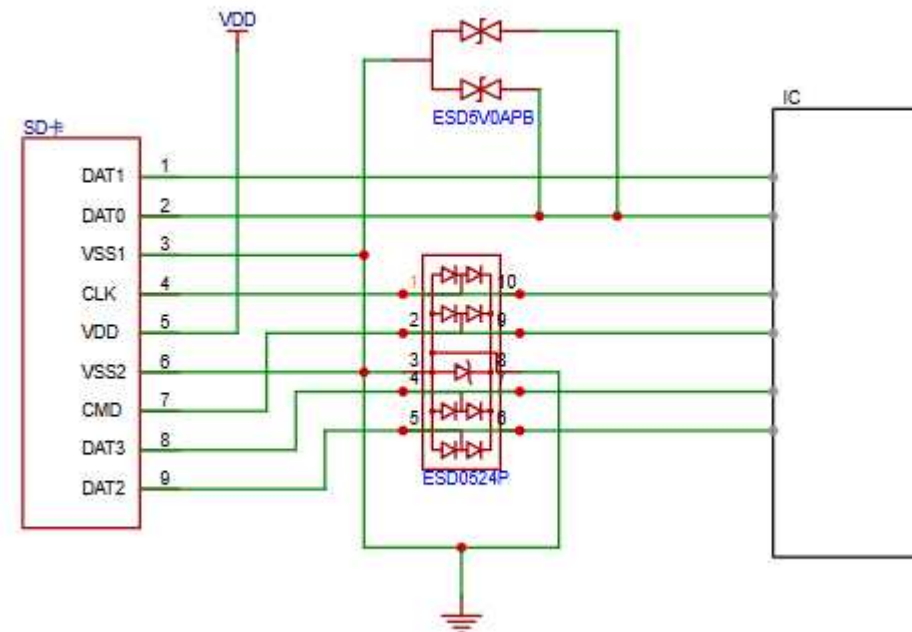 VDD
ESD5V0APB
IC
SD卡
DAT1 1
DAT0 2
VSS1 3
CLK 4
VDD 5
VSS2 6
CMD 7
DAT3 8
DAT2 9
1 10
2 9
3 8
4
5 6
ESD0524P